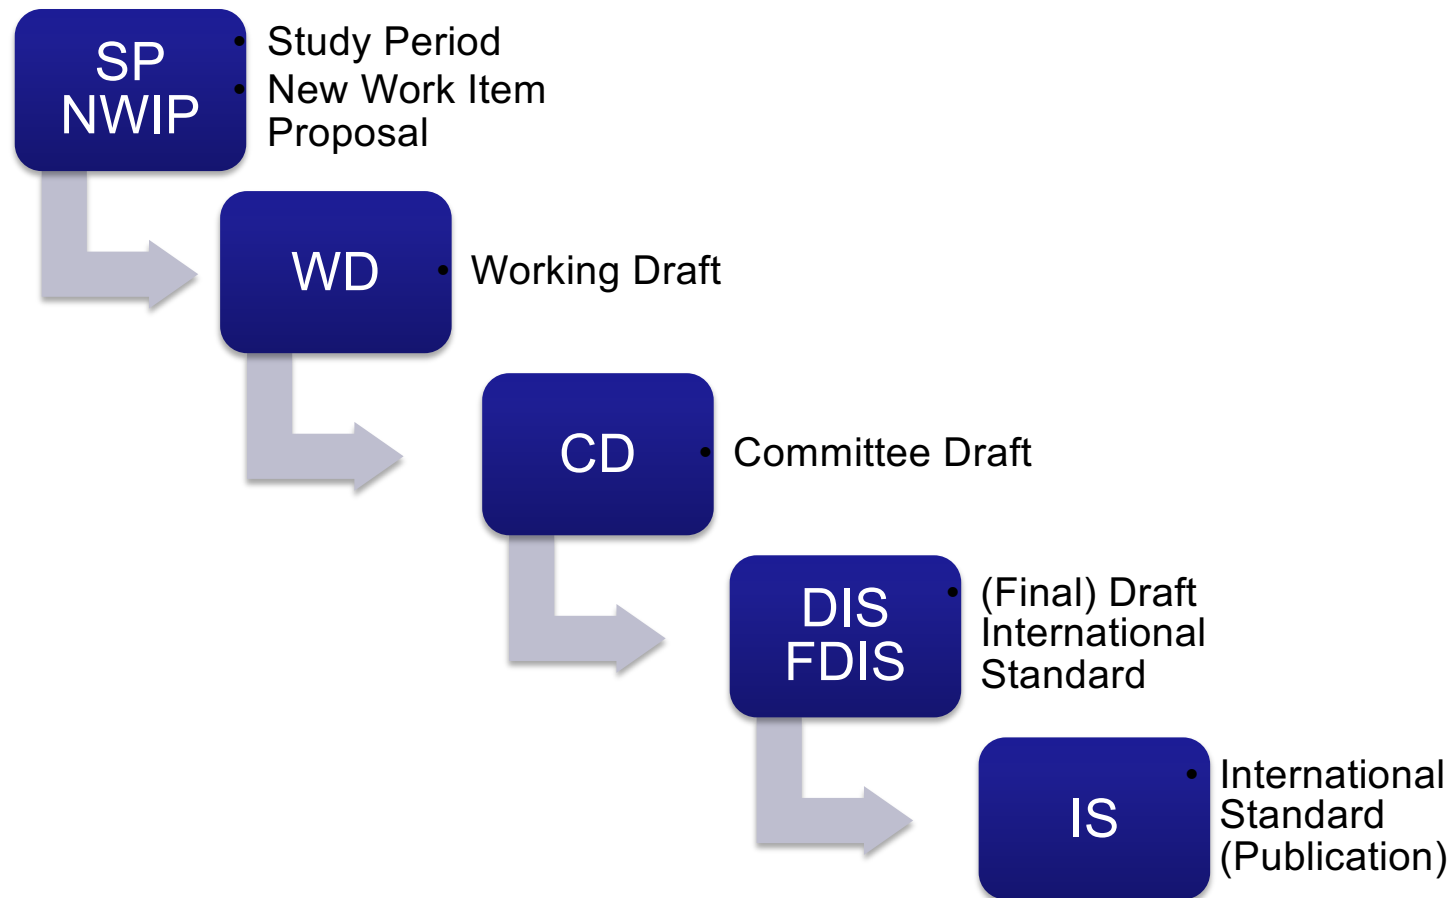 SP
NWIP
• Study Period
• New Work Item
Proposal
WD
• Working Draft
CD
• Committee Draft
DIS
FDIS
• (Final) Draft
International
Standard
IS
• International
Standard
(Publication)